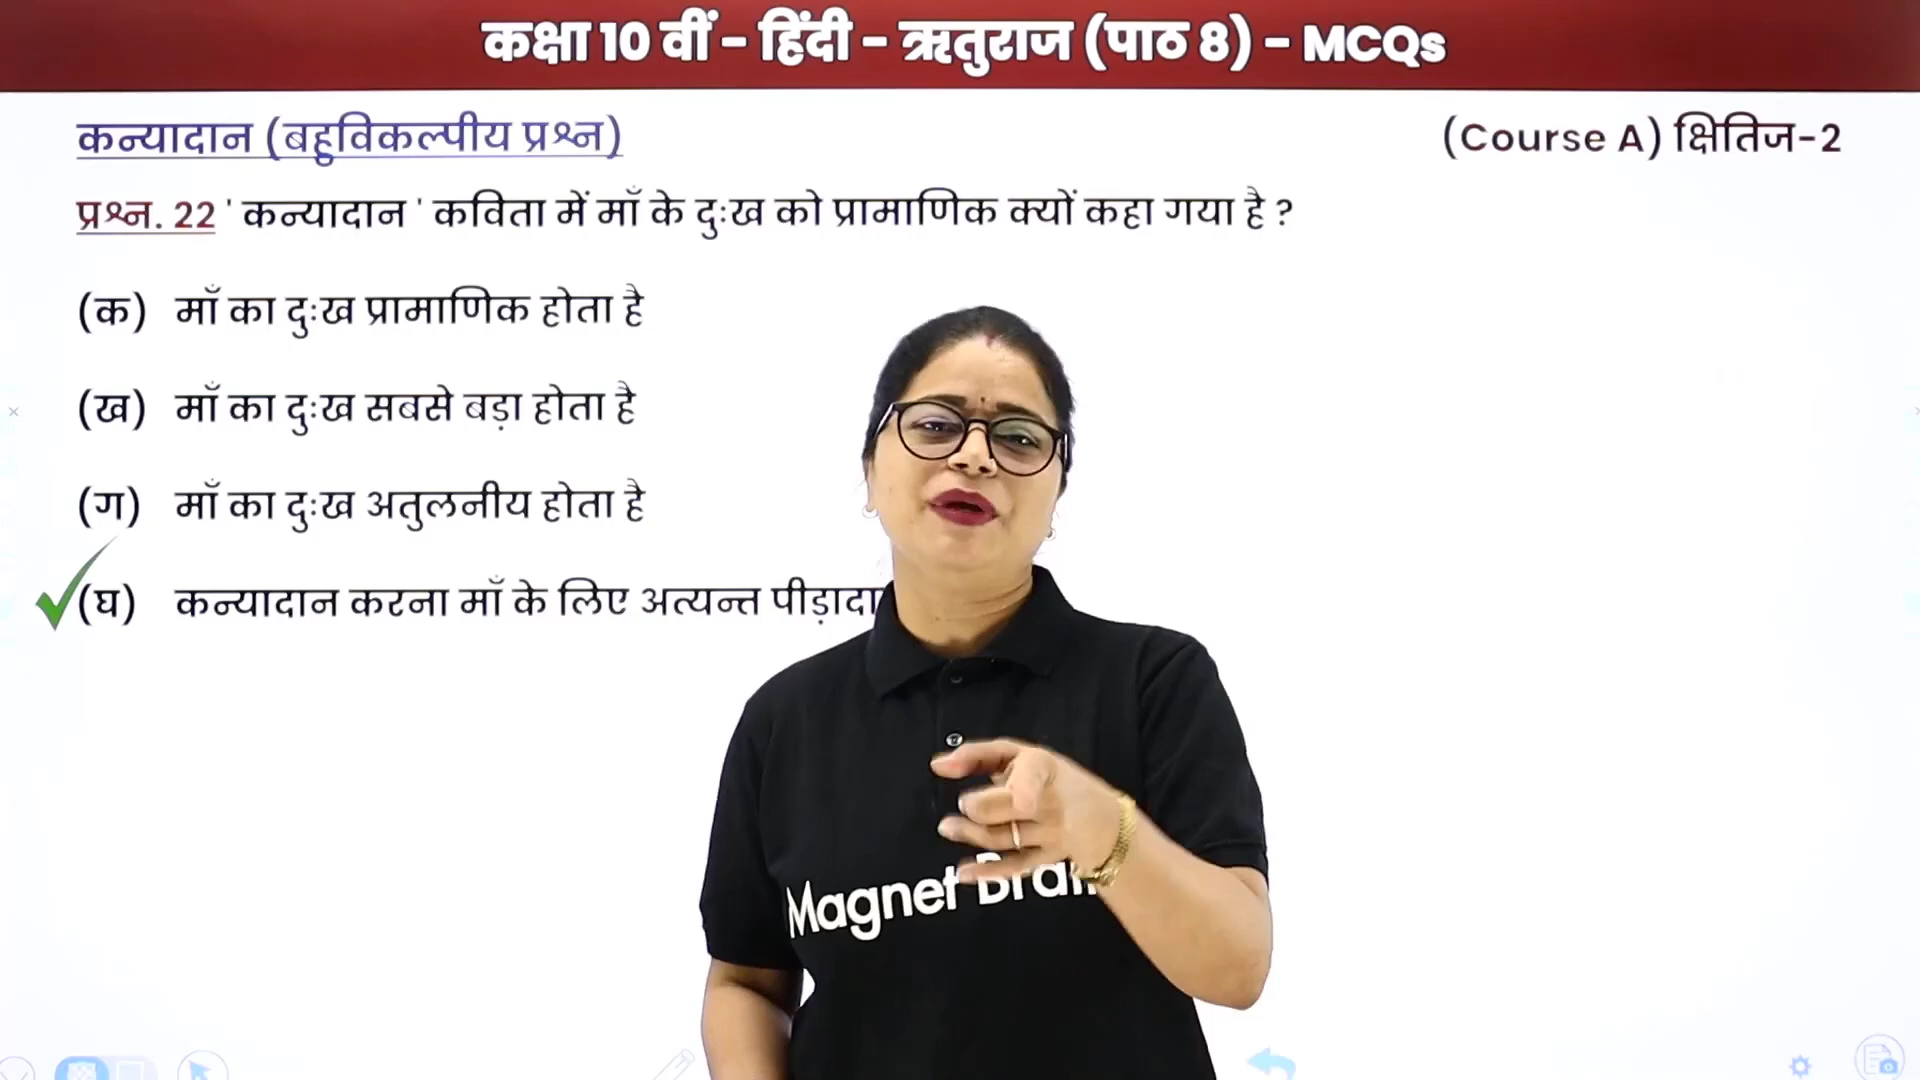 कक्षा 10 वीं - हिंदी - ऋतुराज (पाठ 8) - MCQs
कन्यादान (बहुविकल्पीय प्रश्न)
(Course A) क्षितिज-2
प्रश्न. 22 ' कन्यादान ' कविता में माँ के दुःख को प्रामाणिक क्यों कहा गया है ?
(क) माँ का दुःख प्रामाणिक होता है
(ख) माँ का दुःख सबसे बड़ा होता है
(ग) माँ का दुःख अतुलनीय होता है
(घ) कन्यादान करना माँ के लिए अत्यन्त
Magnet